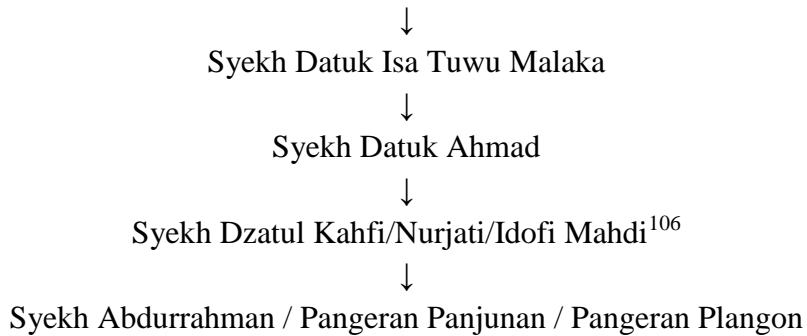 ↓
Syekh Datuk Isa Tuwu Malaka
↓
Syekh Datuk Ahmad
↓
Syekh Dzatul Kahfi/Nurjati/Idofi Mahdi¹⁰⁶
↓
Syekh Abdurrahman / Pangeran Panjunan / Pangeran Plangon